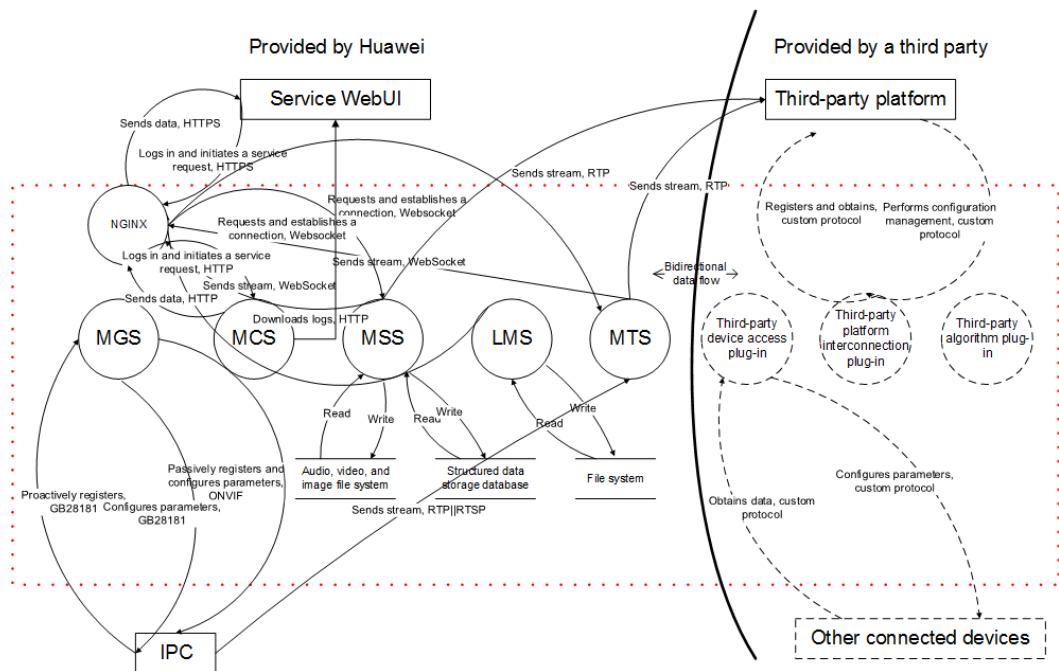 Provided by Huawei
Provided by a third party
Service WebUI
Third-party platform
Sends data, HTTPS
Logs in and initiates a service
request, HTTPS
Sends stream, RTP
Sends stream, RTP
Requests and establishes a
connection, Websocket
Registers and obtains,
custom protocol
Performs configuration
management, custom
protocol
NGINX
Requests and establishes a
connection, Websocket
Logs in and initiates a service
request, HTTP
Sends stream, WebSocket
Bidirectional
data flow
Sends stream, WebSocket
Sends data, HTTP
Downloads logs, HTTP
MGS
MCS
MSS
LMS
MTS
Third-party
device access
plug-in
Third-party
platform
interconnection
plug-in
Third-party
algorithm plug-
in
Read
Write
Read
Write
Read
Write
Audio, video, and
image file system
Structured data
storage database
File system
Passively registers and
configures parameters,
ONVIF
Proactively registers,
GB28181
Configures parameters,
GB28181
Sends stream, RTP||RTSP
Configures parameters,
custom protocol
Obtains data, custom
protocol
IPC
Other connected devices